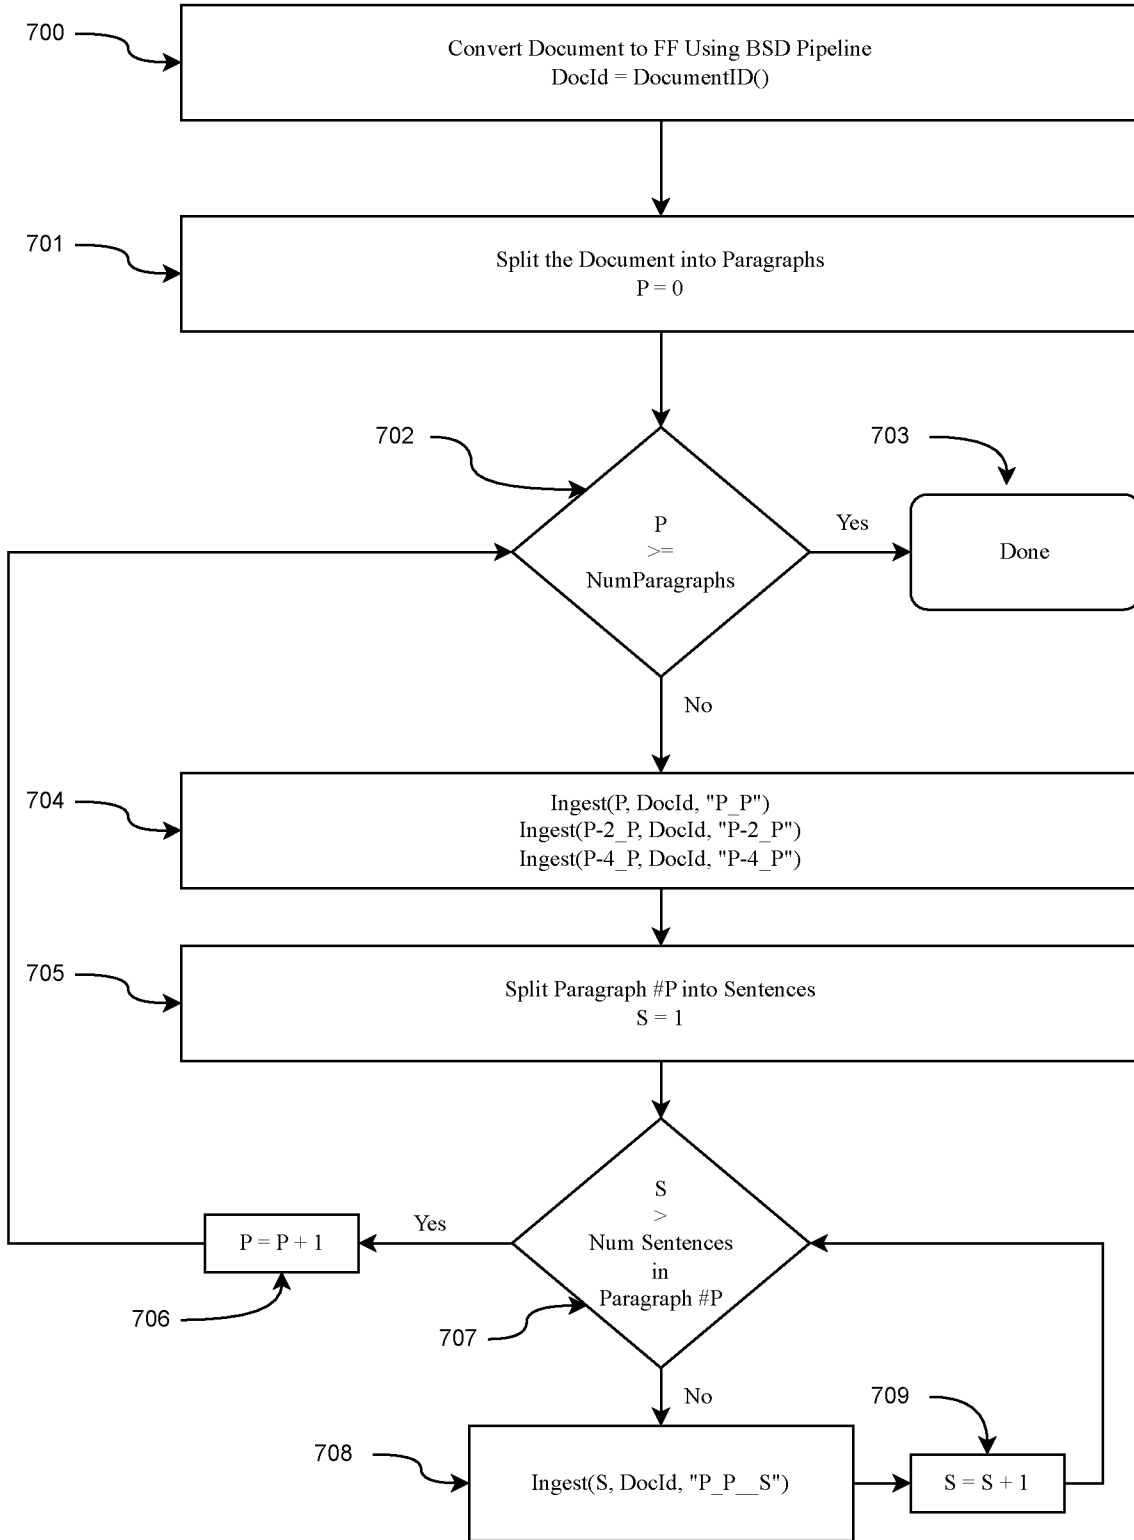 700
Convert Document to FF Using BSD Pipeline
DocId = DocumentID()
701
Split the Document into Paragraphs
P = 0
702
703
P
>=
NumParagraphs
Yes
Done
No
704
Ingest(P, DocId, "P_P")
Ingest(P-2_P, DocId, "P-2_P")
Ingest(P-4_P, DocId, "P-4_P")
705
Split Paragraph #P into Sentences
S = 1
S
>
Num Sentences
in
Paragraph #P
Yes
P = P + 1
706
707
No
709
708
Ingest(S, DocId, "P_P__S")
S = S + 1